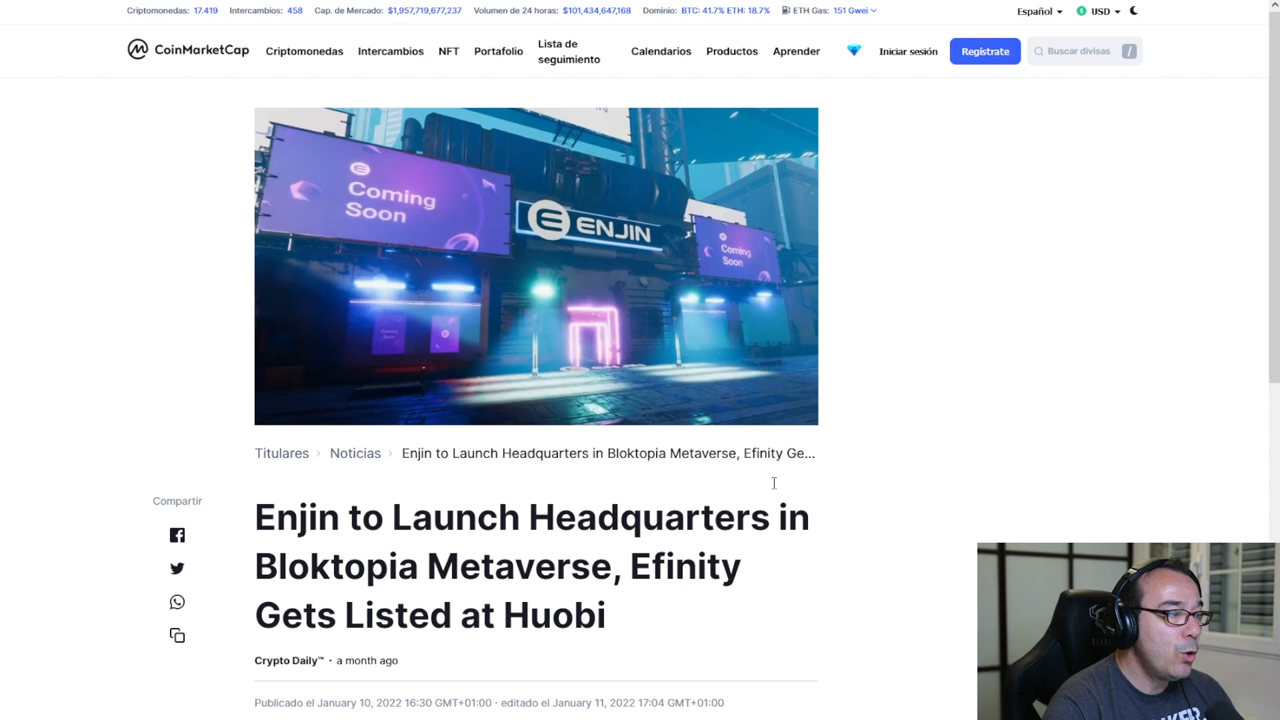 Criptomonedas: 17.419 Intercambios: 458 Cap. de Mercado: $1,957,719,677,237 Volumen de 24 horas: $101,434,647,168 Dominio: BTC: 41.7% ETH: 18.7% ETH Gas: 151 Gwei Español USD
CoinMarketCap Criptomonedas Intercambios NFT Portafolio Lista de seguimiento Calendarios Productos Aprender Iniciar sesión Regístrate Buscar divisas /
Coming
Soon
ENJIN
Coming
Soon
Coming
Soon
Titulares > Noticias > Enjin to Launch Headquarters in Bloktopia Metaverse, Efinity Ge...
Compartir
Enjin to Launch Headquarters in
Bloktopia Metaverse, Efinity
Gets Listed at Huobi
Crypto Daily™ · a month ago
Publicado el January 10, 2022 16:30 GMT+01:00 · editado el January 11, 2022 17:04 GMT+01:00